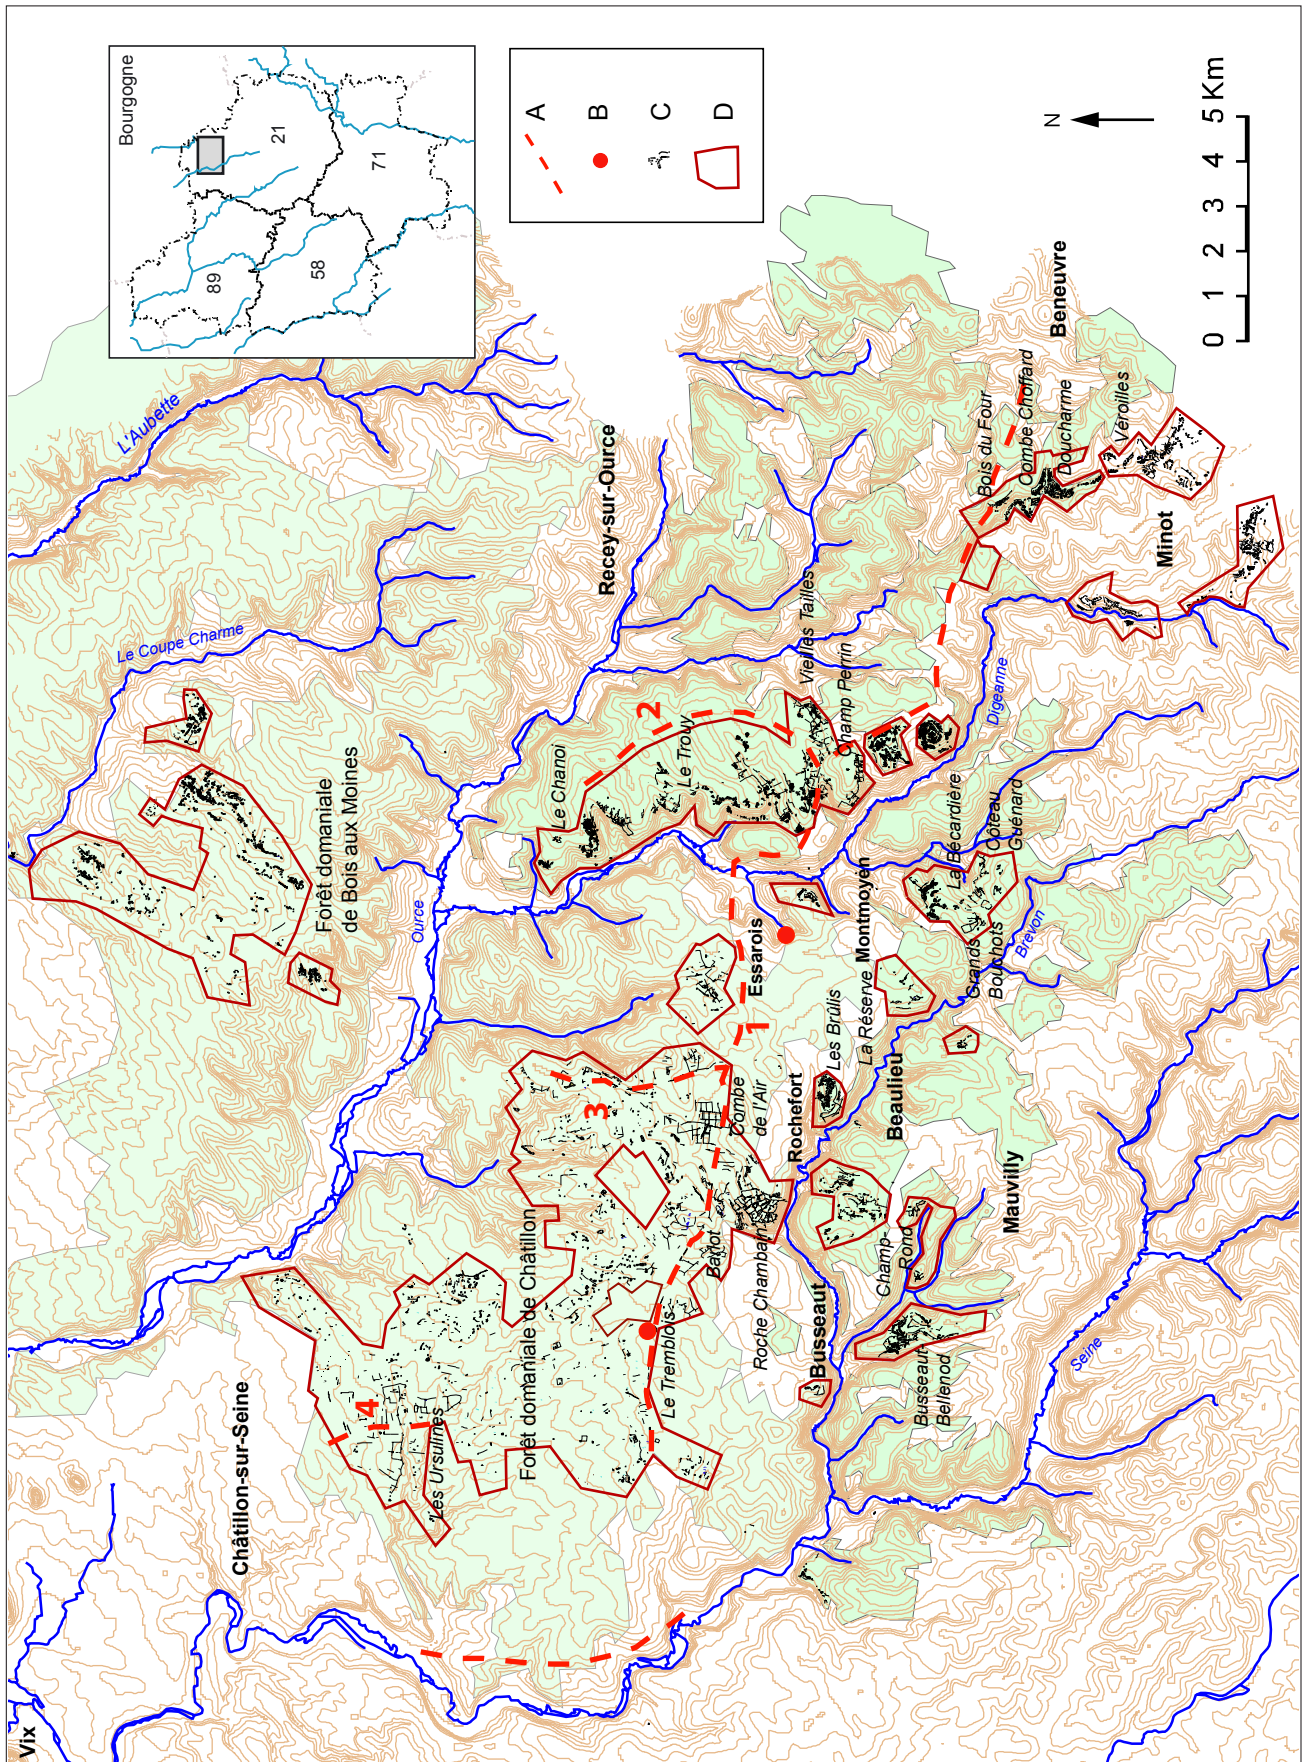 Vix
Châtillon-sur-Seine
L'Aubette
Le Coupe Charme
Forêt domaniale
de Bois aux Moines
Ource
Recey-sur-Ource
4
Les Ursulines
Forêt domaniale de Châtillon
3
Le Chanoi
2
Le Trouy
Vieilles Tailles
Champ Perrin
Le Tremblois
Barlot
Combe
de l'Air
1
Essarois
Roche Chambain
Rochefort
Les Brûlis
La Réserve
Montmoyen
Busseaut
Beaulieu
La Bécardière
Côteau
Guénard
Grands
Bouchots
Brevon
Digeanne
Champ-
Rond
Busseaut-
Bellenod
Mauvilly
Seine
Bois du Four
Combe Choffard
Doucharme
Beneuvre
Véroilles
Minot
Bourgogne
89
21
58
71
A
B
C
D
N
0 1 2 3 4 5 Km